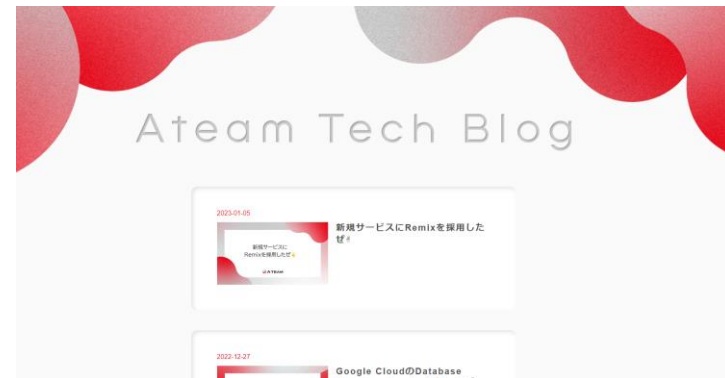 Ateam Tech Blog
2023-01-05
新規サービスにRemixを採用した
ぜ✌
新規サービスに
Remixを採用したぜ✌
ATEAM
2022-12-27
Google CloudのDatabase